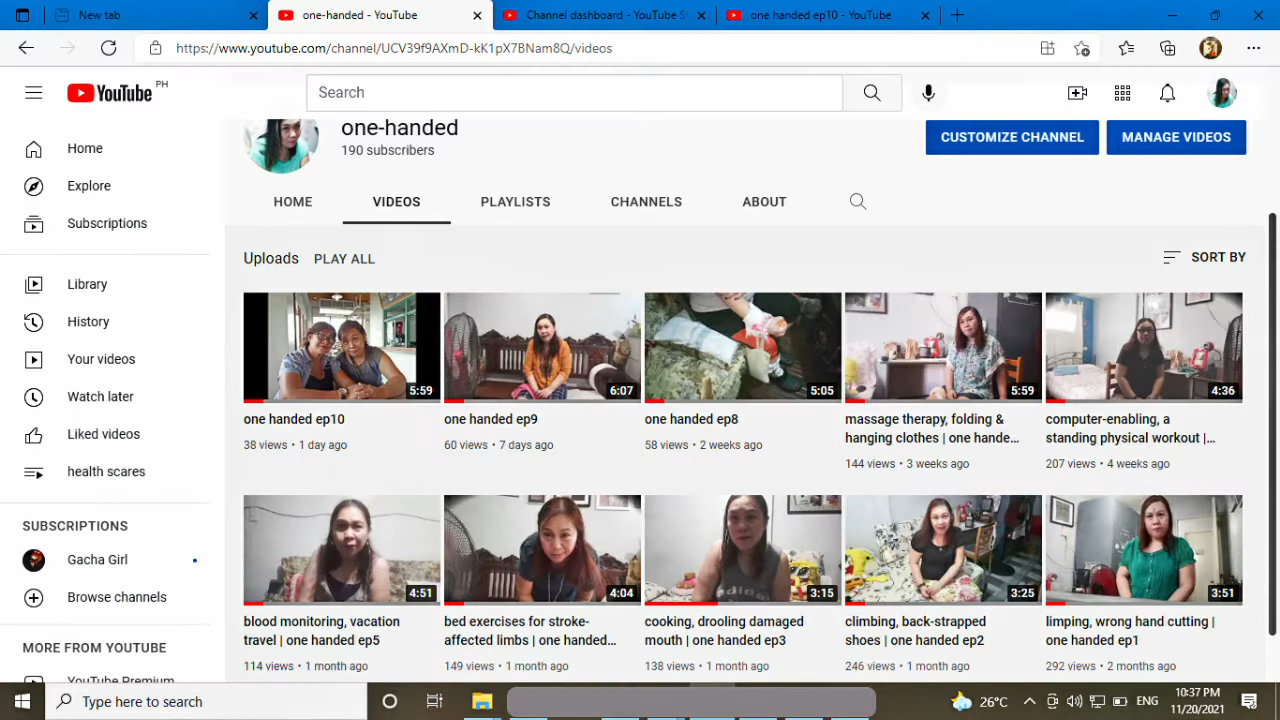 New tab
one-handed - YouTube
Channel dashboard - YouTube S
one handed ep10 - YouTube
https://www.youtube.com/channel/UCV39f9AXmD-kK1pX7BNam8Q/videos
YouTube PH
Search
Home
Explore
Subscriptions
Library
History
Your videos
Watch later
Liked videos
health scares
SUBSCRIPTIONS
Gacha Girl
Browse channels
MORE FROM YOUTUBE
YouTube Premium
one-handed
190 subscribers
CUSTOMIZE CHANNEL
MANAGE VIDEOS
HOME
VIDEOS
PLAYLISTS
CHANNELS
ABOUT
Uploads
PLAY ALL
SORT BY
5:59
one handed ep10
38 views • 1 day ago
6:07
one handed ep9
60 views • 7 days ago
5:05
one handed ep8
58 views • 2 weeks ago
5:59
massage therapy, folding &
hanging clothes | one hande...
144 views • 3 weeks ago
4:36
computer-enabling, a
standing physical workout |...
207 views • 4 weeks ago
4:51
blood monitoring, vacation
travel | one handed ep5
114 views • 1 month ago
4:04
bed exercises for stroke-
affected limbs | one handed...
149 views • 1 month ago
3:15
cooking, drooling damaged
mouth | one handed ep3
138 views • 1 month ago
3:25
climbing, back-strapped
shoes | one handed ep2
246 views • 1 month ago
3:51
limping, wrong hand cutting |
one handed ep1
292 views • 2 months ago
Type here to search
26°C
ENG
10:37 PM
11/20/2021